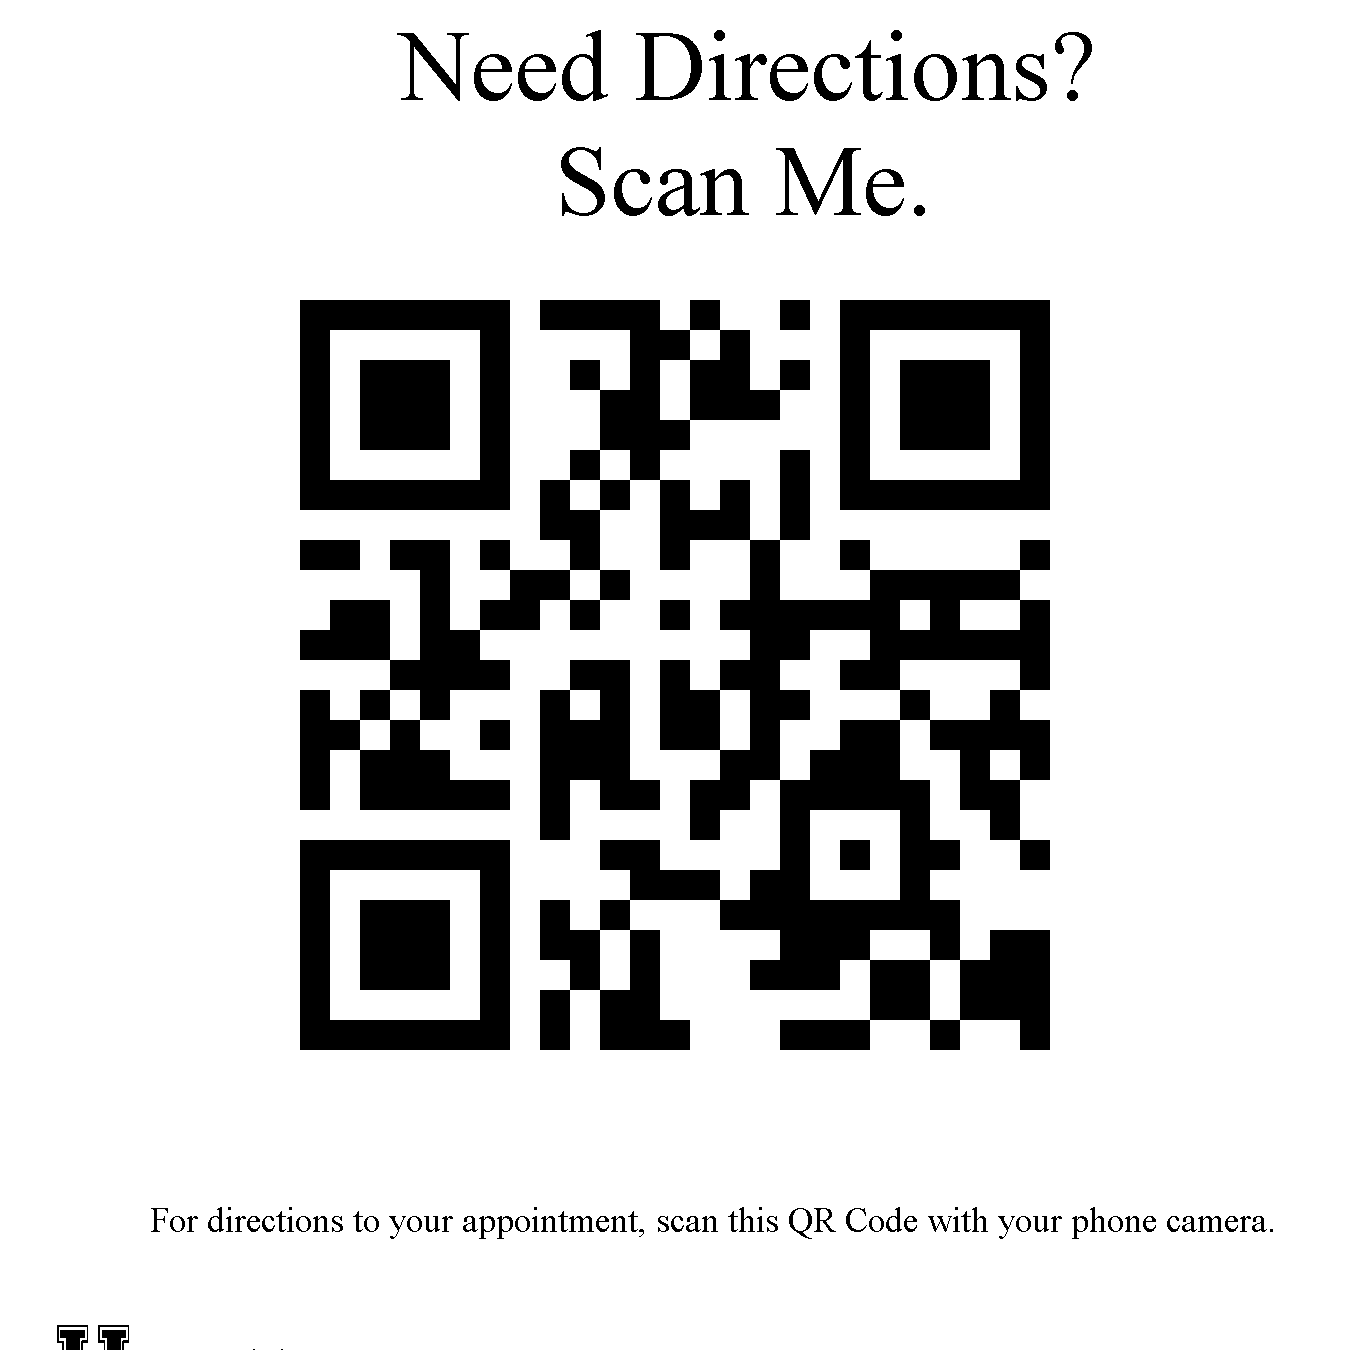 Need Directions?
Scan Me.
For directions to your appointment, scan this QR Code with your phone camera.